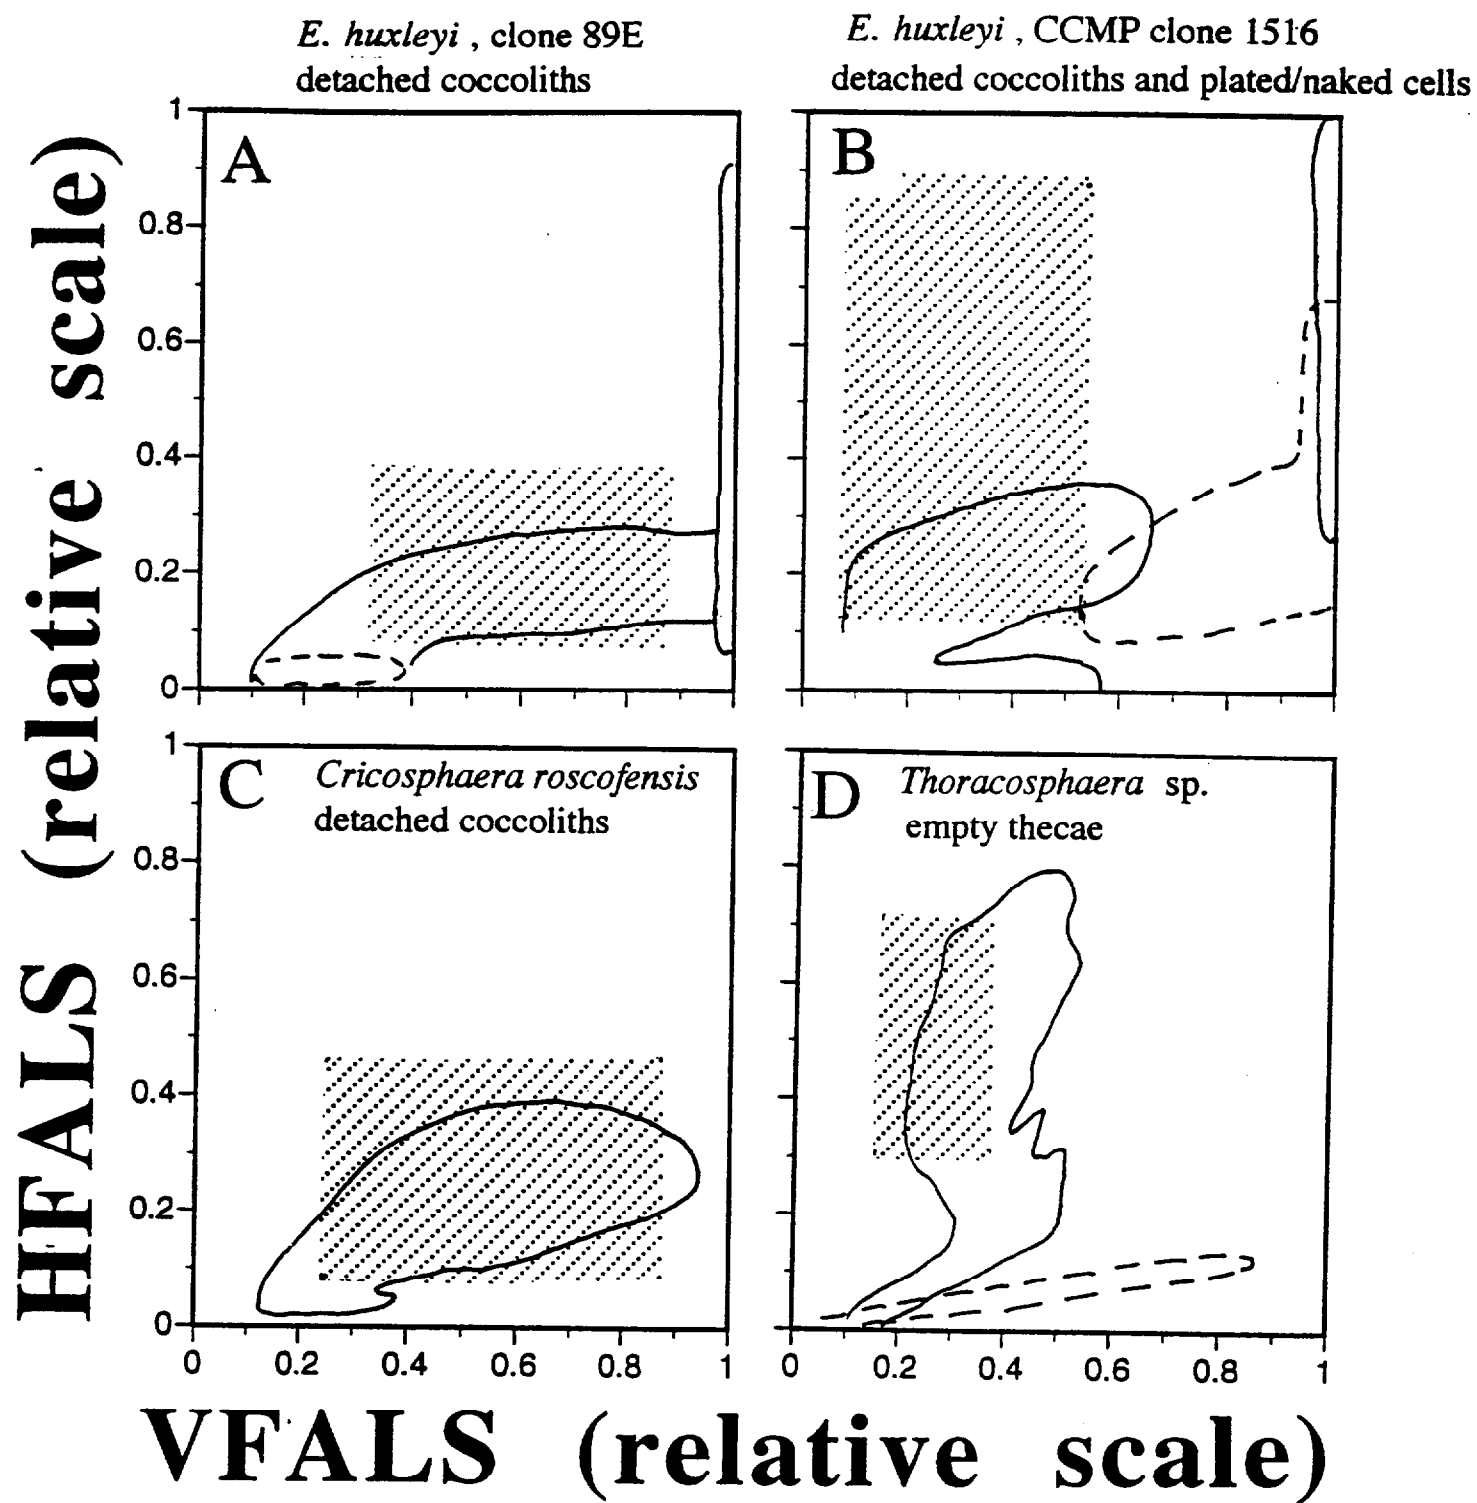 E. huxleyi , clone 89E
detached coccoliths
E. huxleyi , CCMP clone 1516
detached coccoliths and plated/naked cells
HFALS (relative scale)
A
1
0.8
0.6
0.4
0.2
0
B
C
Cricosphaera roscofensis
detached coccoliths
1
0.8
0.6
0.4
0.2
0
0 0.2 0.4 0.6 0.8 1
D
Thoracosphaera sp.
empty thecae
0 0.2 0.4 0.6 0.8 1
VFALS (relative scale)